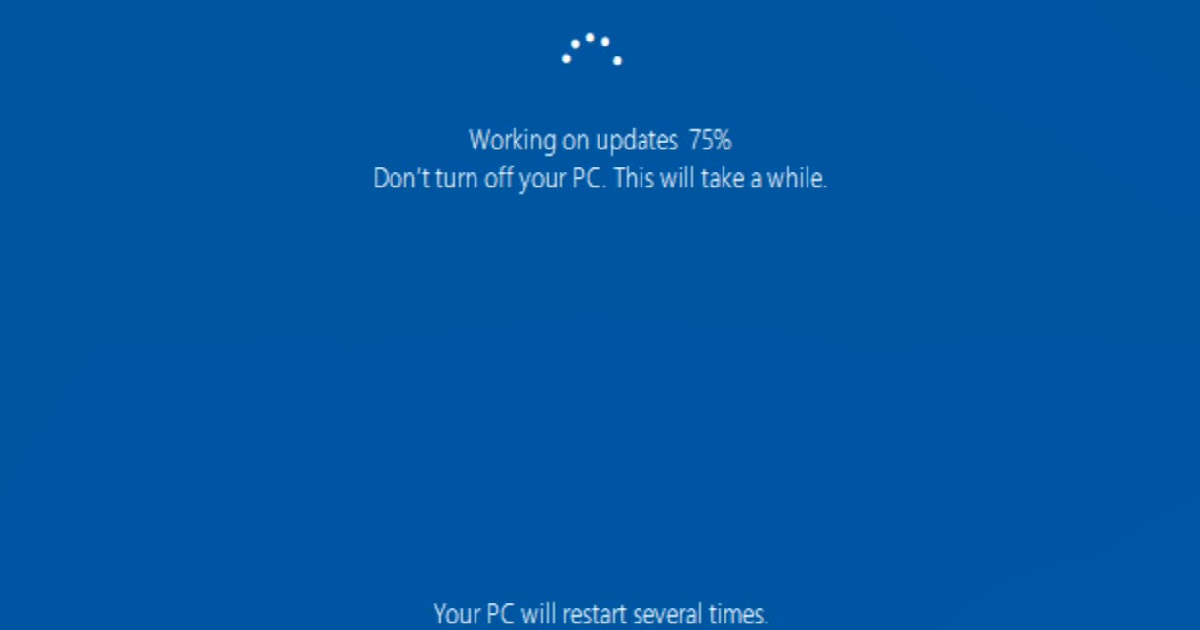 Working on updates 75%
Don't turn off your PC. This will take a while.
Your PC will restart several times.